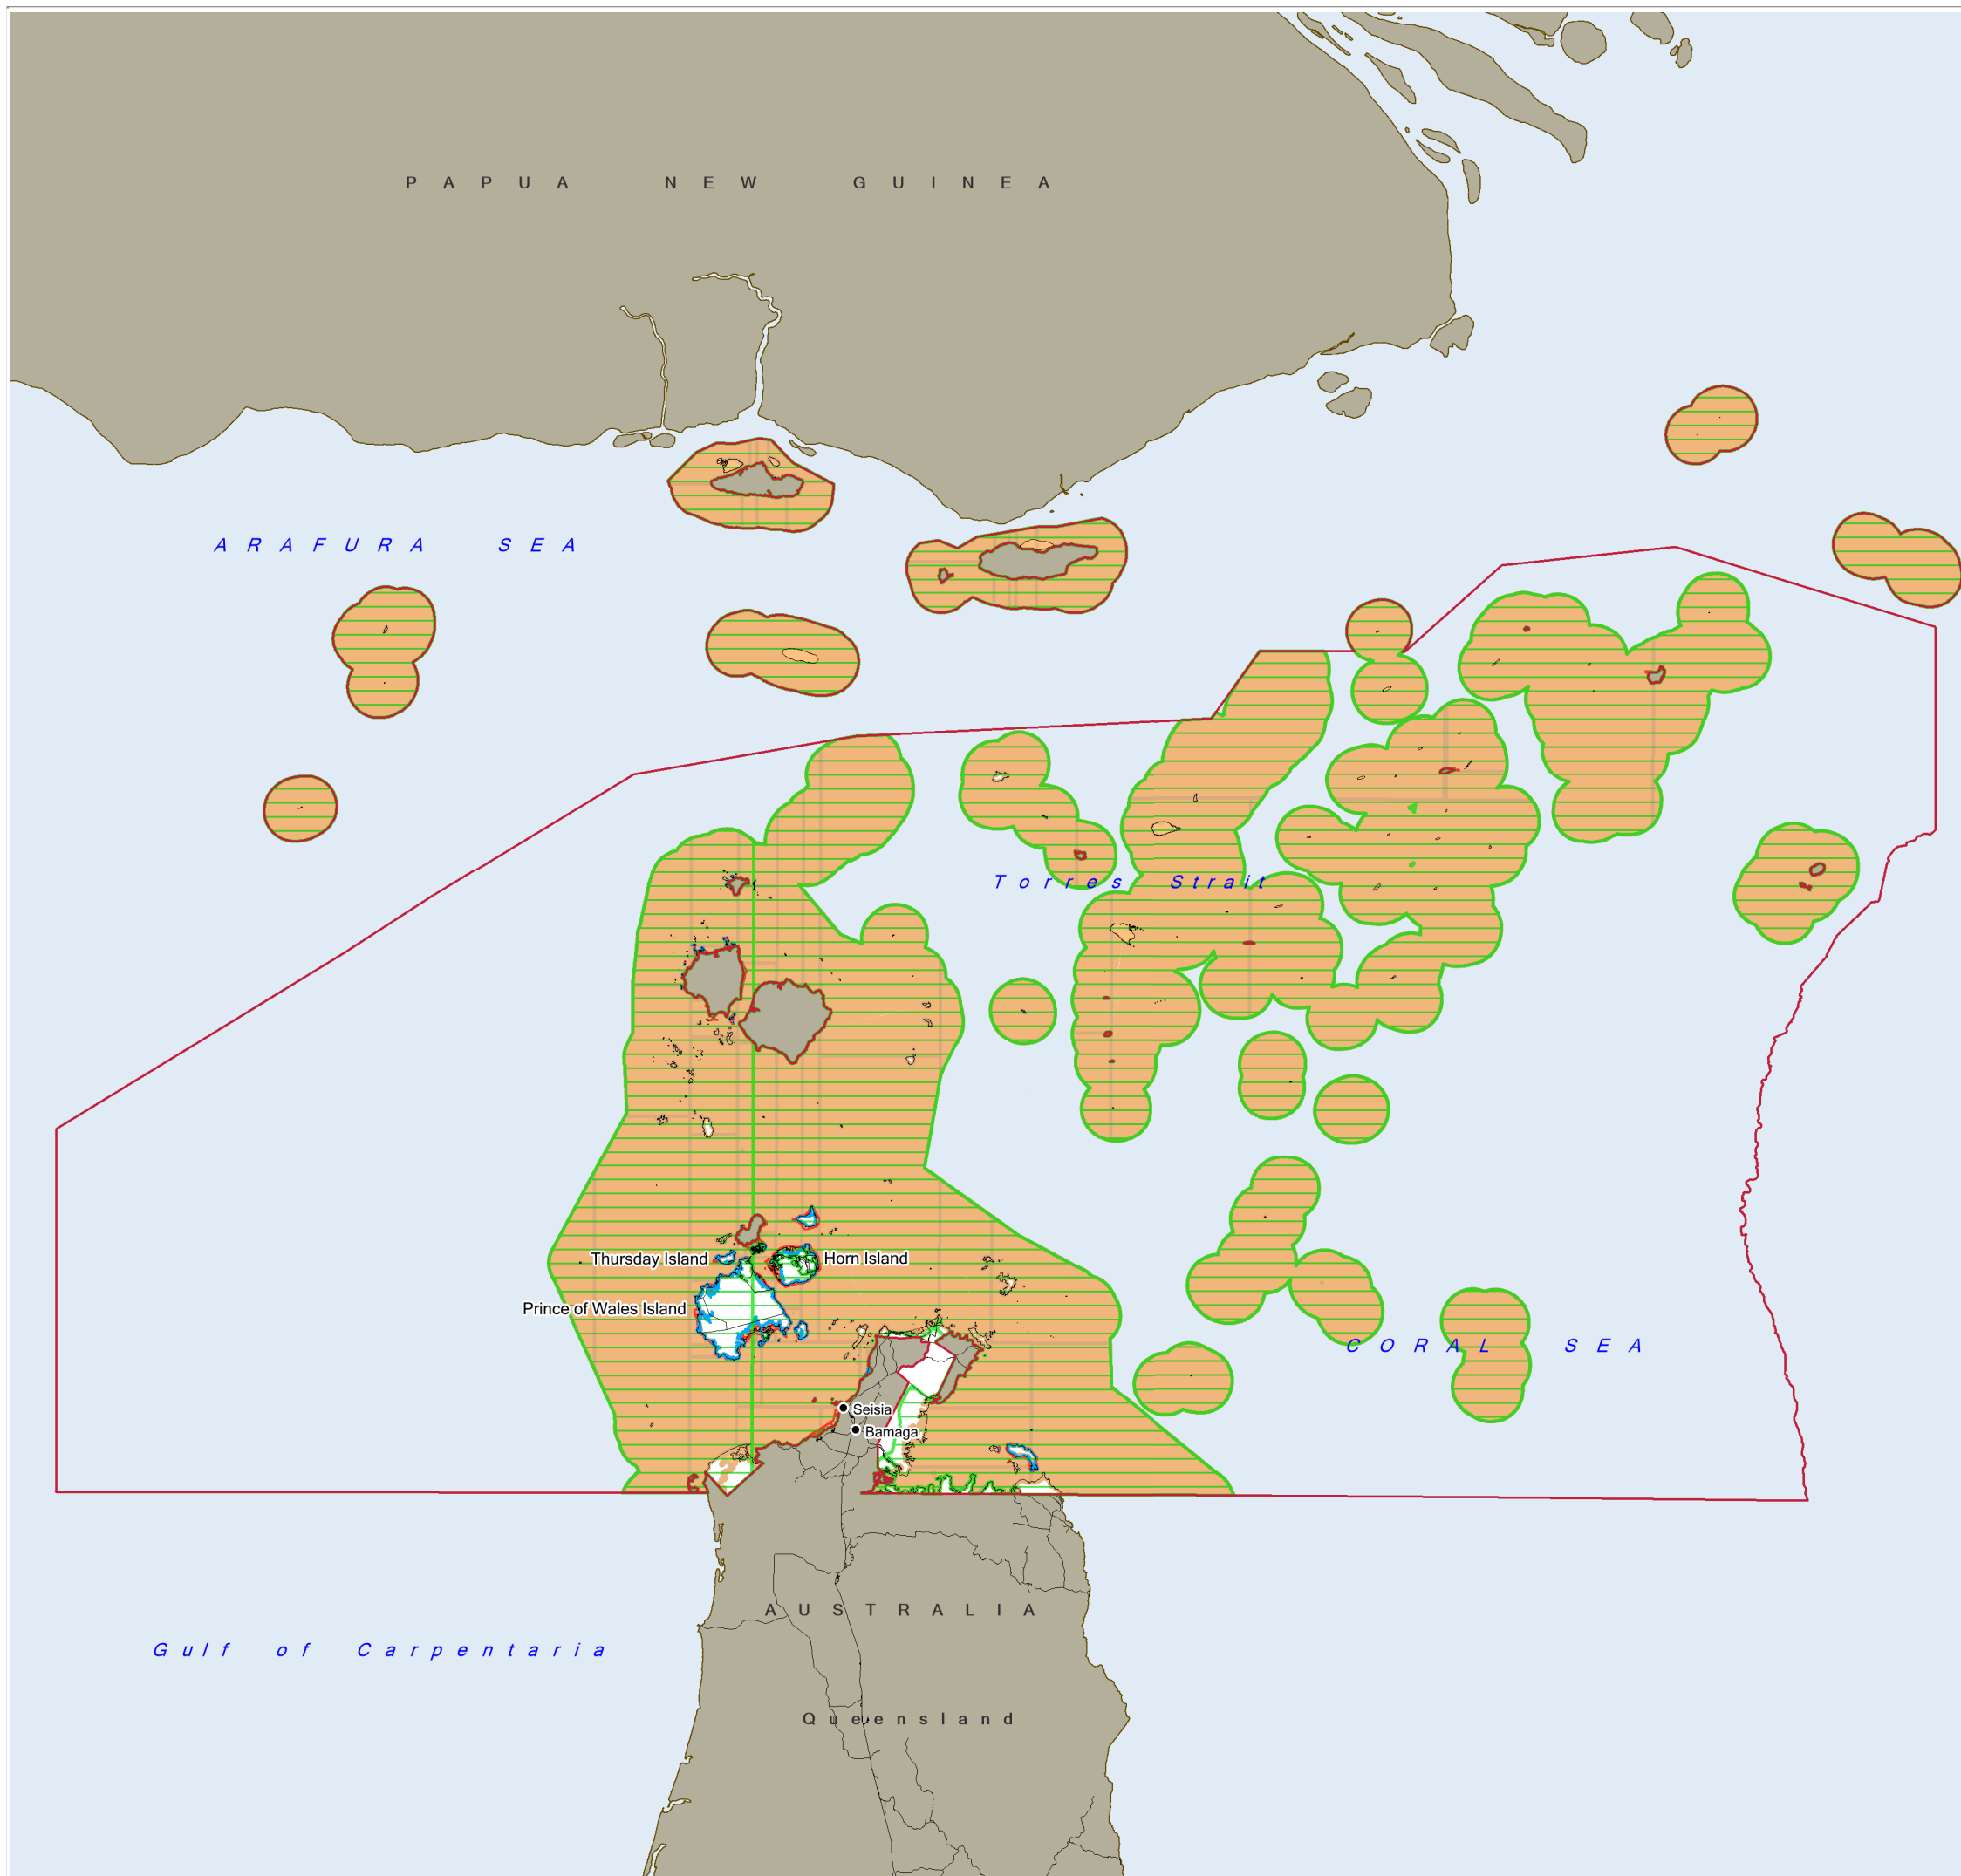 PAPUA NEW GUINEA
ARAFURA SEA
Torres Strait
Thursday Island
Horn Island
Prince of Wales Island
CORAL SEA
Seisia
Bamaga
AUSTRALIA
Gulf of Carpentaria
Queensland